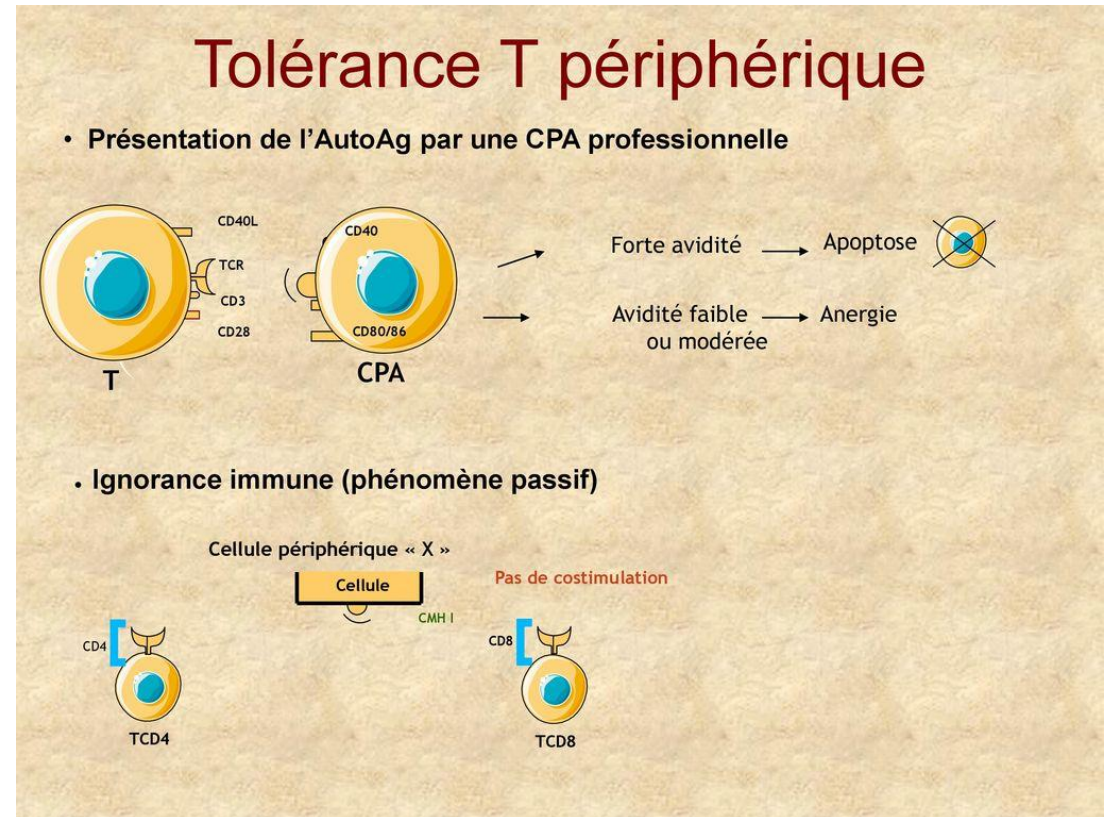 Tolérance T périphérique
• Présentation de l’AutoAg par une CPA professionnelle
CD40L
TCR
CD3
CD28
T
CD40
CD80/86
CPA
Forte avidité
Apoptose
Avidité faible
ou modérée
Anergie
• Ignorance immune (phénomène passif)
Cellule périphérique « X »
Cellule
CMH I
Pas de costimulation
CD4
TCD4
CD8
TCD8